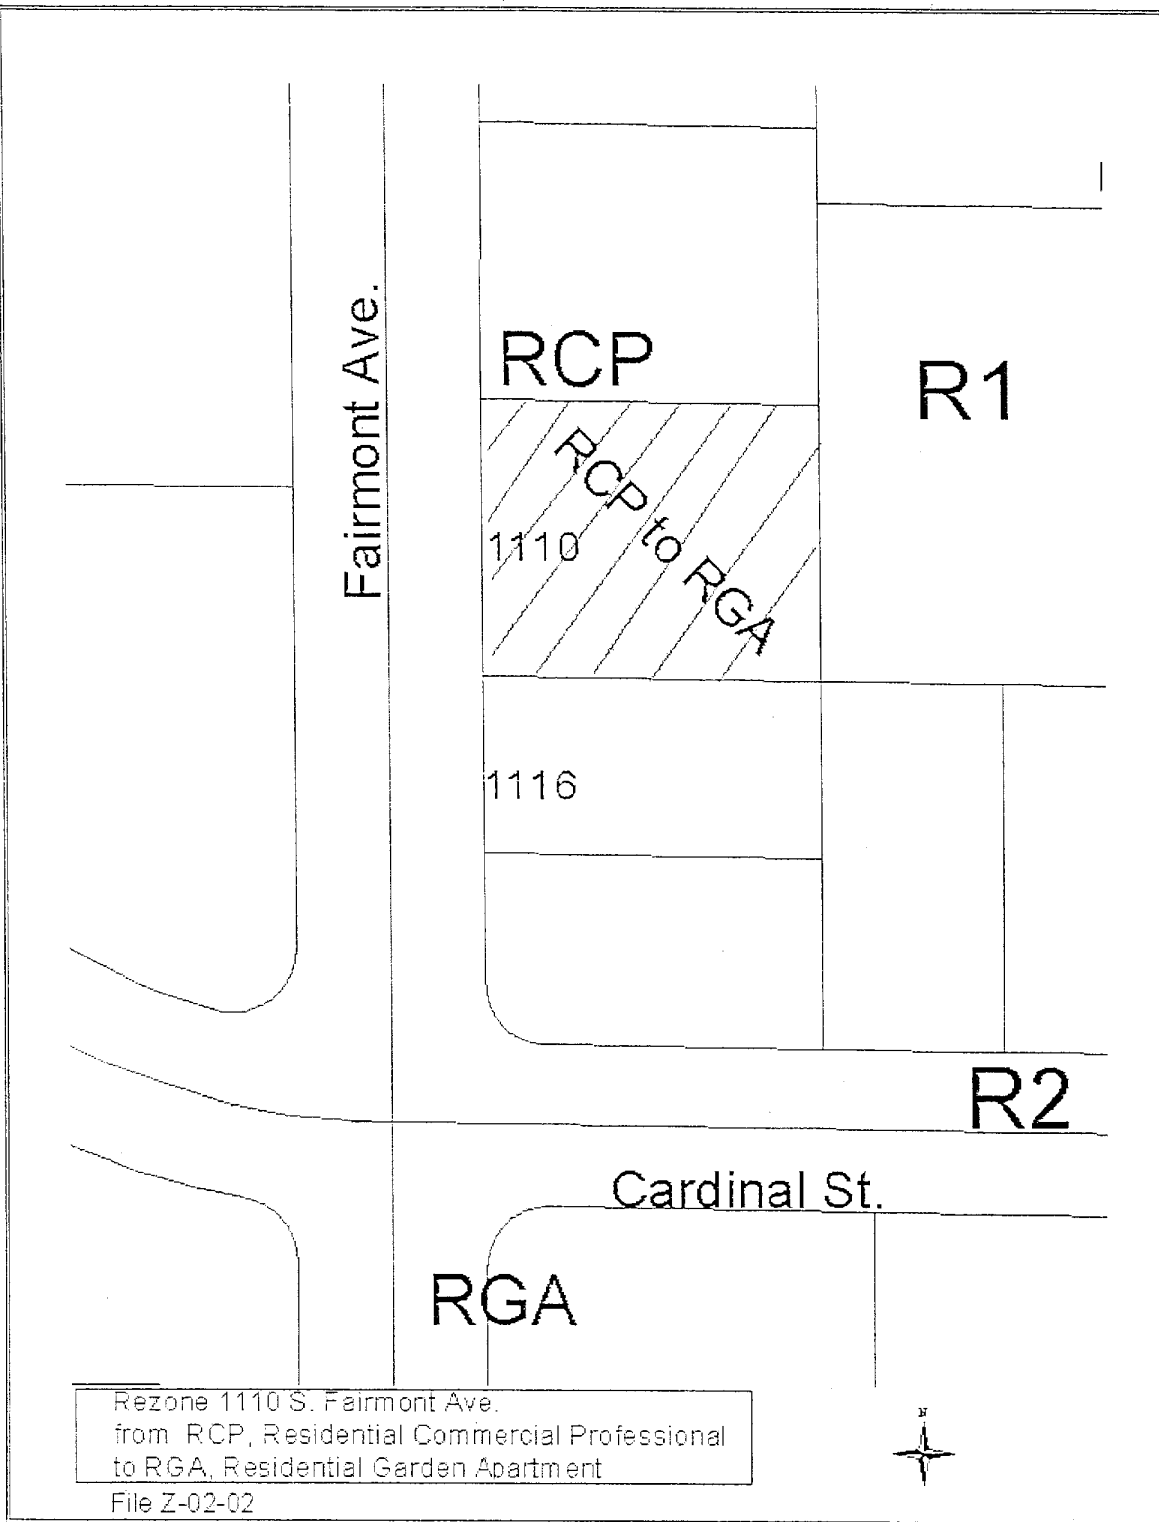 Fairmont Ave.
RCP
R1
RCP to RGA
1110
1116
R2
Cardinal St.
RGA
Rezone 1110 S. Fairmont Ave.
from RCP, Residential Commercial Professional
to RGA, Residential Garden Apartment
File Z-02-02
N